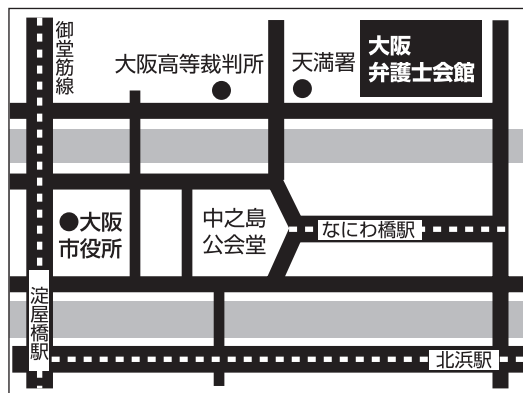 御堂筋線
大阪高等裁判所
天満署
大阪
弁護士会館
大阪
市役所
中之島
公会堂
なにわ橋駅
淀屋橋駅
北浜駅